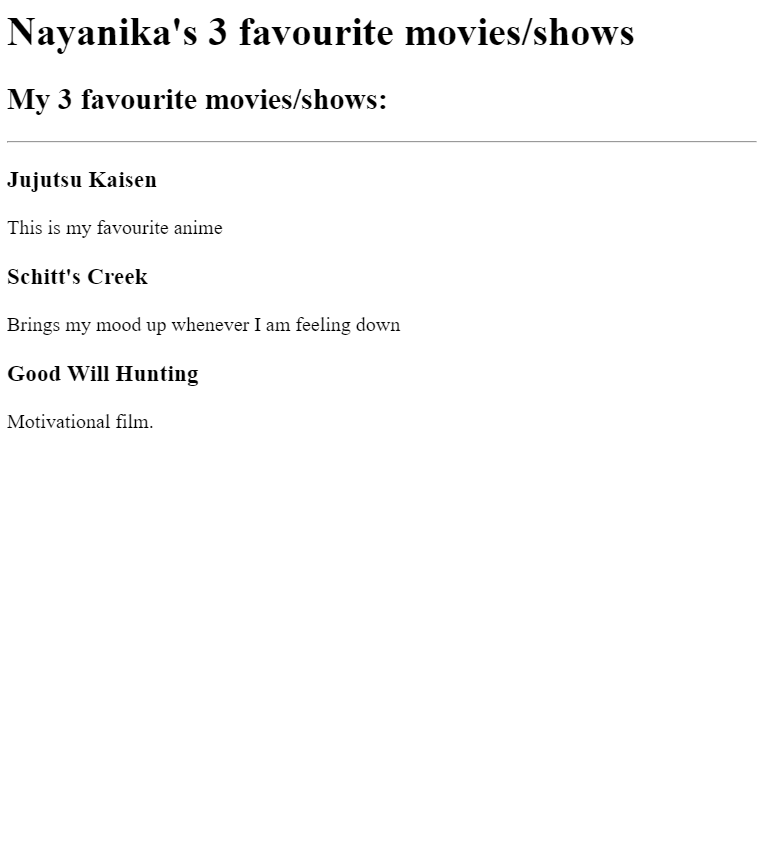 Nayanika's 3 favourite movies/shows
My 3 favourite movies/shows:
Jujutsu Kaisen
This is my favourite anime
Schitt's Creek
Brings my mood up whenever I am feeling down
Good Will Hunting
Motivational film.